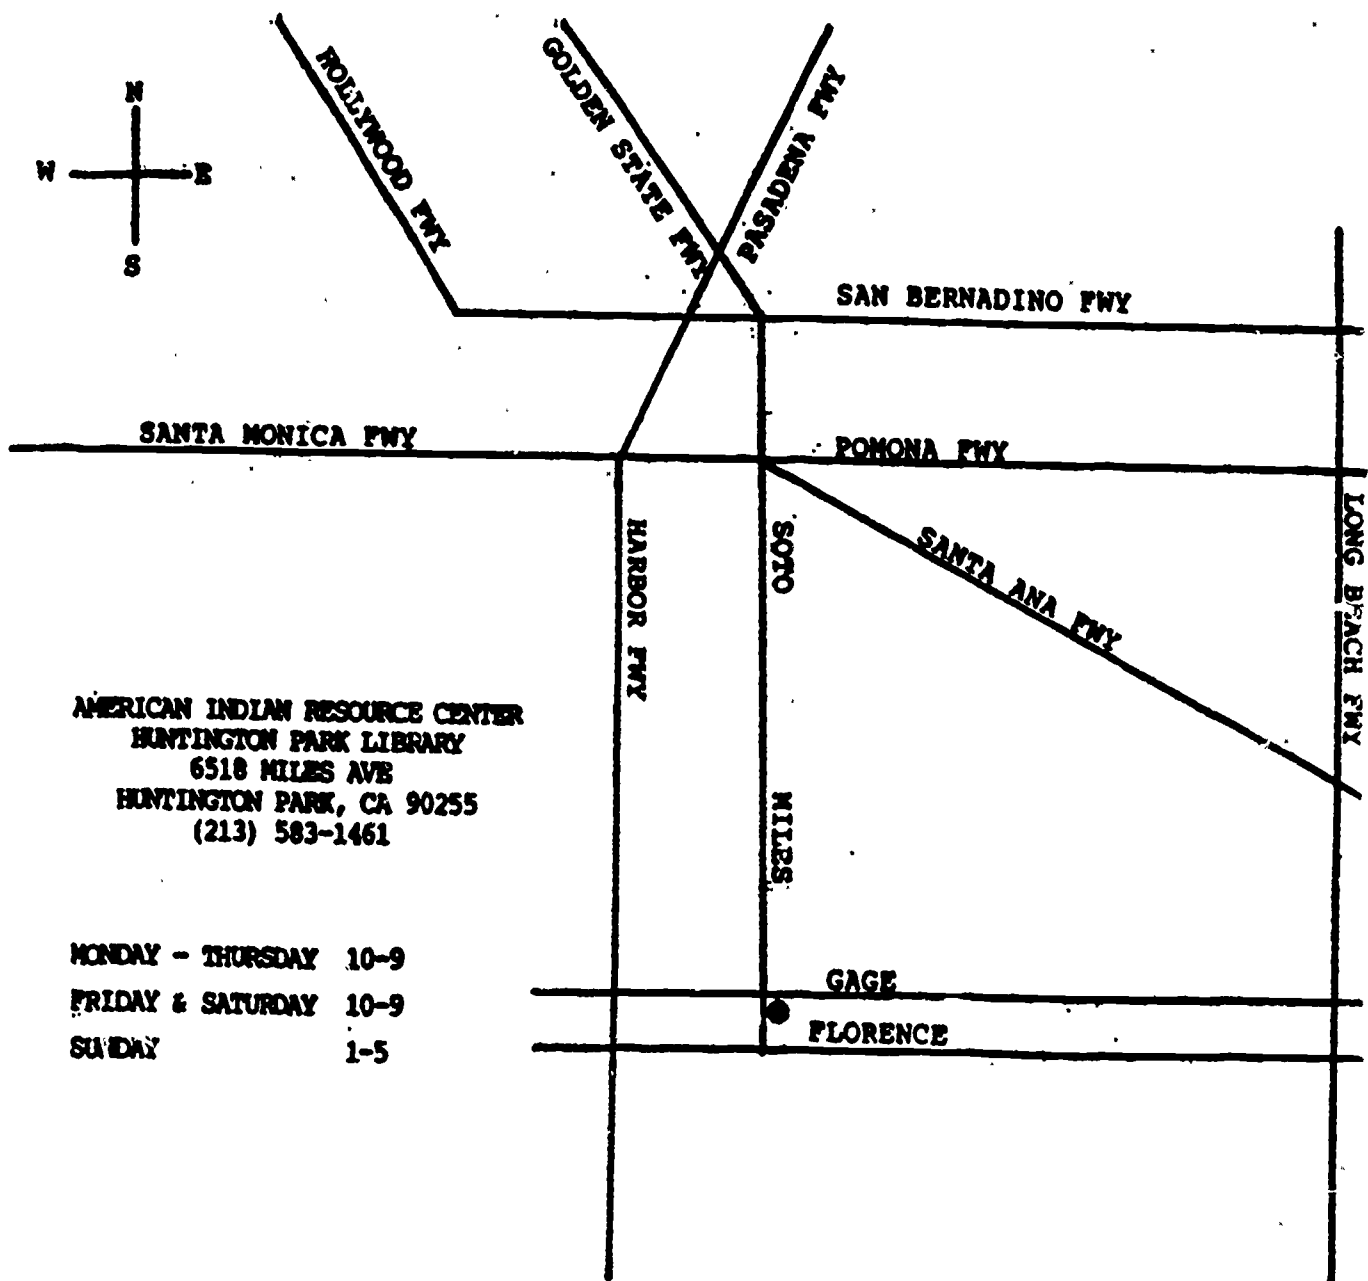 HOLLYWOOD FWY
GOLDEN STATE FWY
PASADENA FWY
N
W E
S
SAN BERNADINO FWY
SANTA MONICA FWY
POMONA FWY
HARBOR FWY
SOTO
SANTA ANA FWY
LONG BEACH FWY
AMERICAN INDIAN RESOURCE CENTER
HUNTINGTON PARK LIBRARY
6518 MILES AVE
HUNTINGTON PARK, CA 90255
(213) 583-1461
MILES
MONDAY - THURSDAY 10-9
FRIDAY & SATURDAY 10-9
SUNDAY 1-5
GAGE
FLORENCE